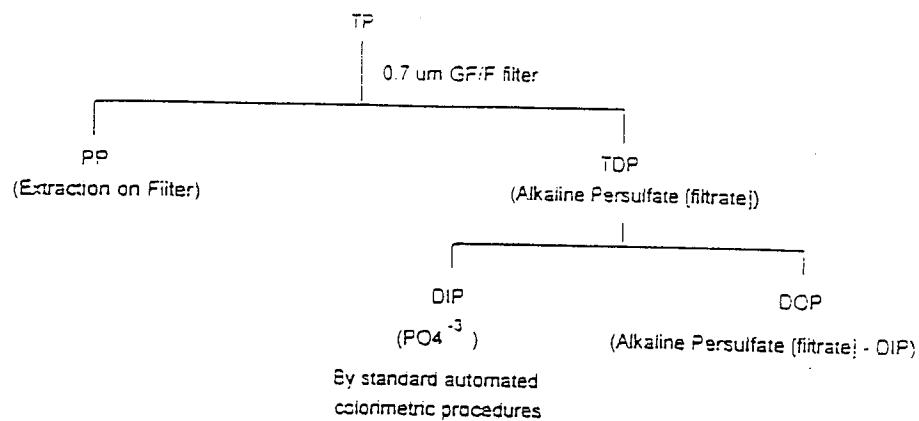 TP
0.7 um GF/F filter
PP
(Extraction on Filter)
TDP
(Alkaline Persulfate [filtrate])
DIP
(PO4 -3 )
By standard automated
colorimetric procedures
DOP
(Alkaline Persulfate [filtrate] - DIP)